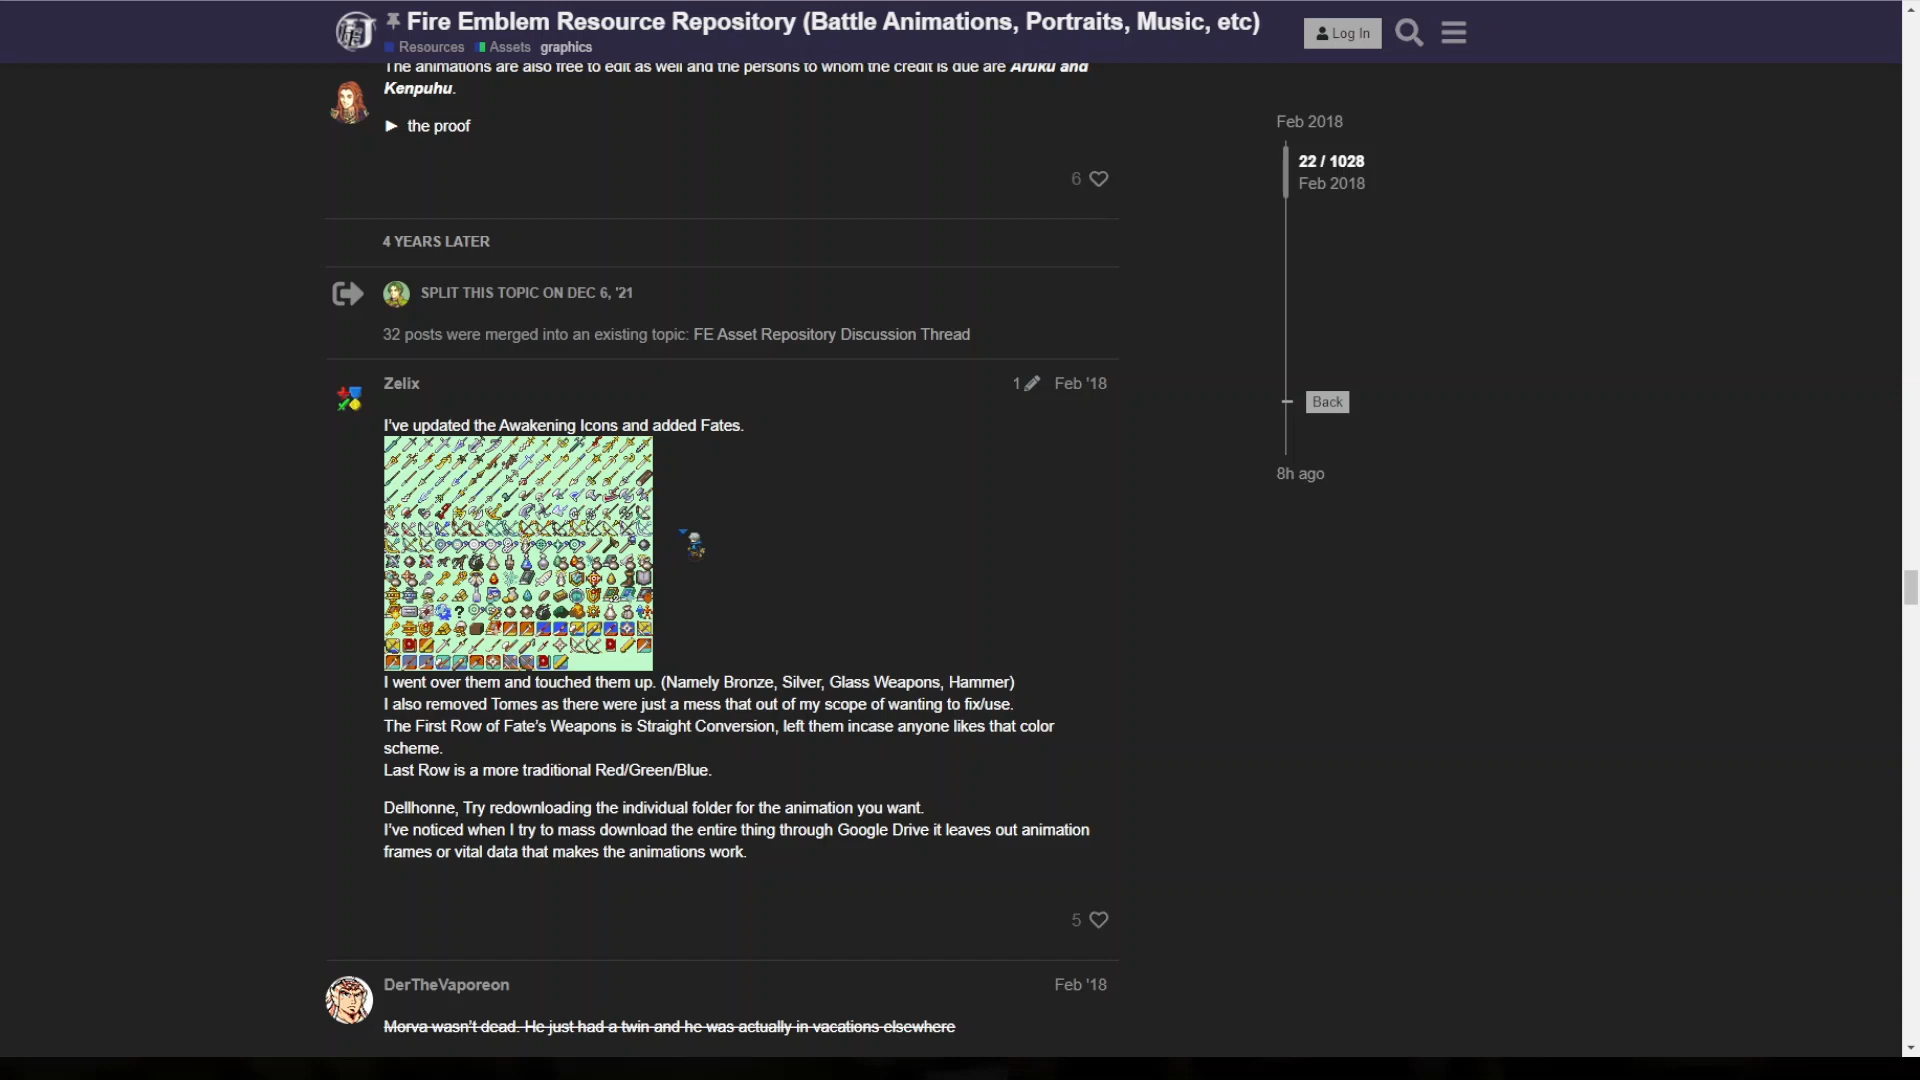 Fire Emblem Resource Repository (Battle Animations, Portraits, Music, etc)
Resources Assets graphics
Log In
The animations are also free to edit as well and the persons to whom the credit is due are Aruku and
Kenpuhu.
► the proof
6
4 YEARS LATER
SPLIT THIS TOPIC ON DEC 6, '21
32 posts were merged into an existing topic: FE Asset Repository Discussion Thread
Zelix
1 Feb '18
I've updated the Awakening Icons and added Fates.
I went over them and touched them up. (Namely Bronze, Silver, Glass Weapons, Hammer)
I also removed Tomes as there were just a mess that out of my scope of wanting to fix/use.
The First Row of Fate's Weapons is Straight Conversion, left them incase anyone likes that color
scheme.
Last Row is a more traditional Red/Green/Blue.
Dellhonne, Try redownloading the individual folder for the animation you want.
I've noticed when I try to mass download the entire thing through Google Drive it leaves out animation
frames or vital data that makes the animations work.
5
DerTheVaporeon
Feb '18
Morva wasn't dead. He just had a twin and he was actually in vacations elsewhere
Feb 2018
22 / 1028
Feb 2018
Back
8h ago